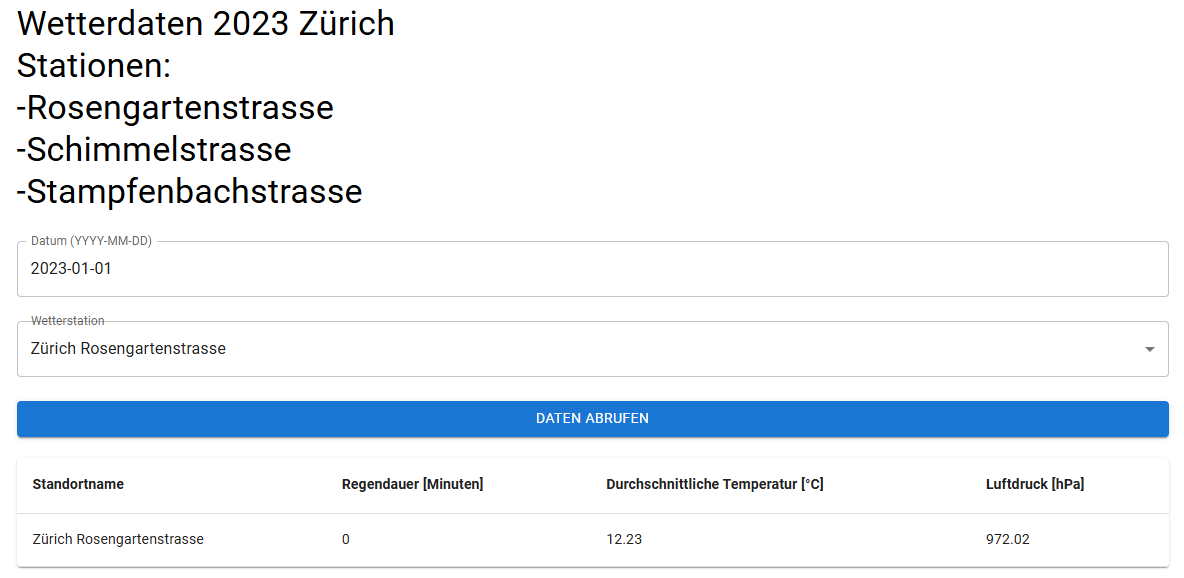 Wetterdaten 2023 Zürich
Stationen:
-Rosengartenstrasse
-Schimmelstrasse
-Stampfenbachstrasse
Datum (YYYY-MM-DD)
2023-01-01
Wetterstation
Zürich Rosengartenstrasse
DATEN ABRUFEN
Standortname Regendauer [Minuten] Durchschnittliche Temperatur [°C] Luftdruck [hPa]
Zürich Rosengartenstrasse 0 12.23 972.02